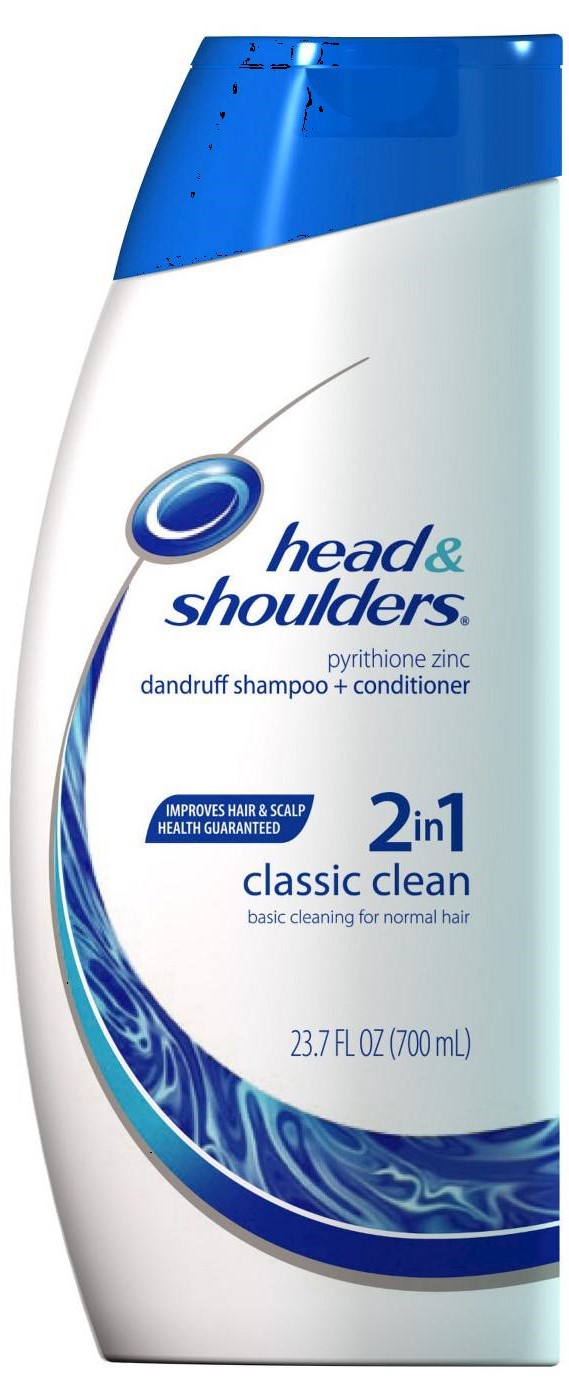 head&
shoulders®
pyrithione zinc
dandruff shampoo + conditioner
IMPROVES HAIR & SCALP
HEALTH GUARANTEED
2in1
classic clean
basic cleaning for normal hair
23.7 FL OZ (700 mL)